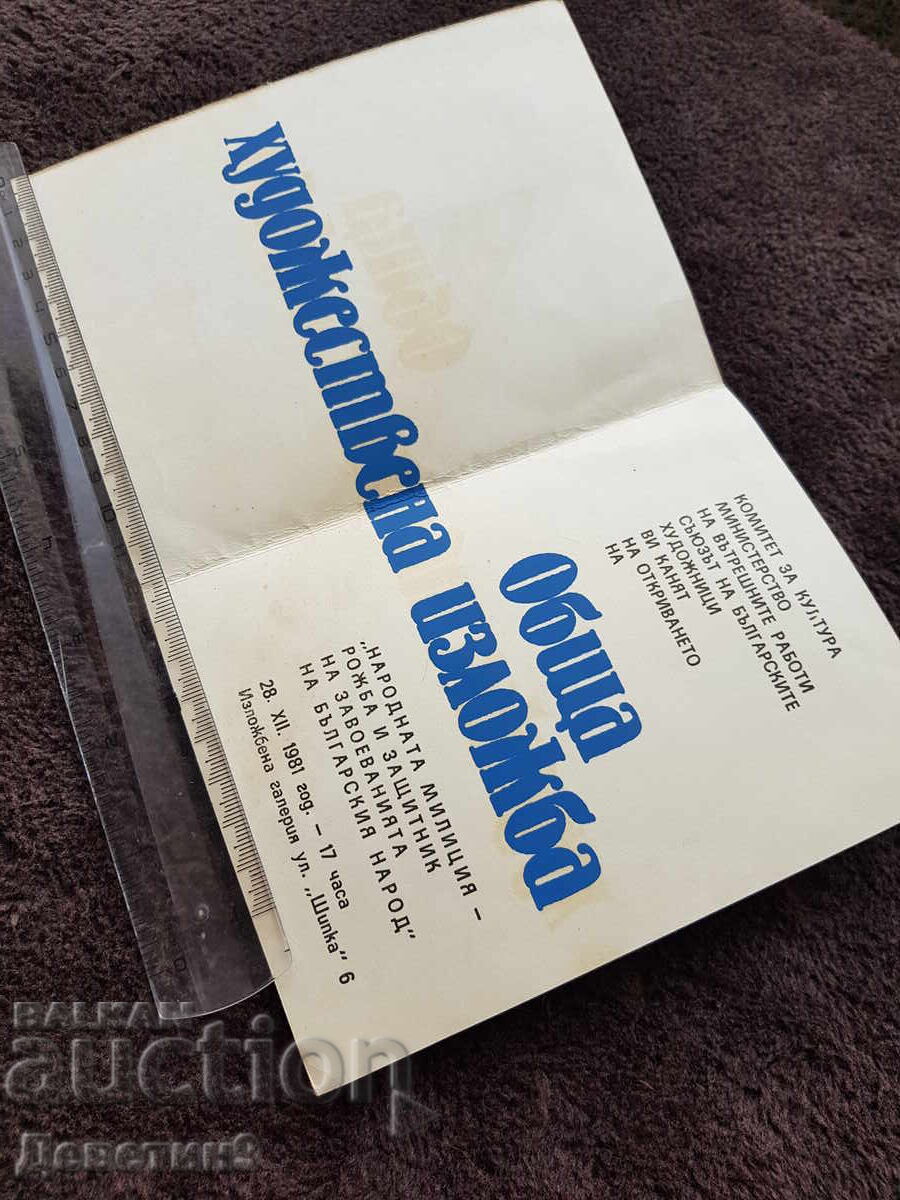 КОМИТЕТ ЗА КУЛТУРА
МИНИСТЕРСТВО
НА ВЪТРЕШНИТЕ РАБОТИ
СЪЮЗЪТ НА БЪЛГАРСКИТЕ
ХУДОЖНИЦИ
ВИ КАНЯТ
НА ОТКРИВАНЕТО
НА
обща
художествена изложба
„НАРОДНАТА МИЛИЦИЯ –
РОЖБА И ЗАЩИТНИК
НА ЗАВОЕВАНИЯТА
НА БЪЛГАРСКИЯ НАРОД“
28. XII. 1981 год. – 17 часа
Изложбена галерия ул. „Шипка“ 6
BALKAN
auction
Деветин9